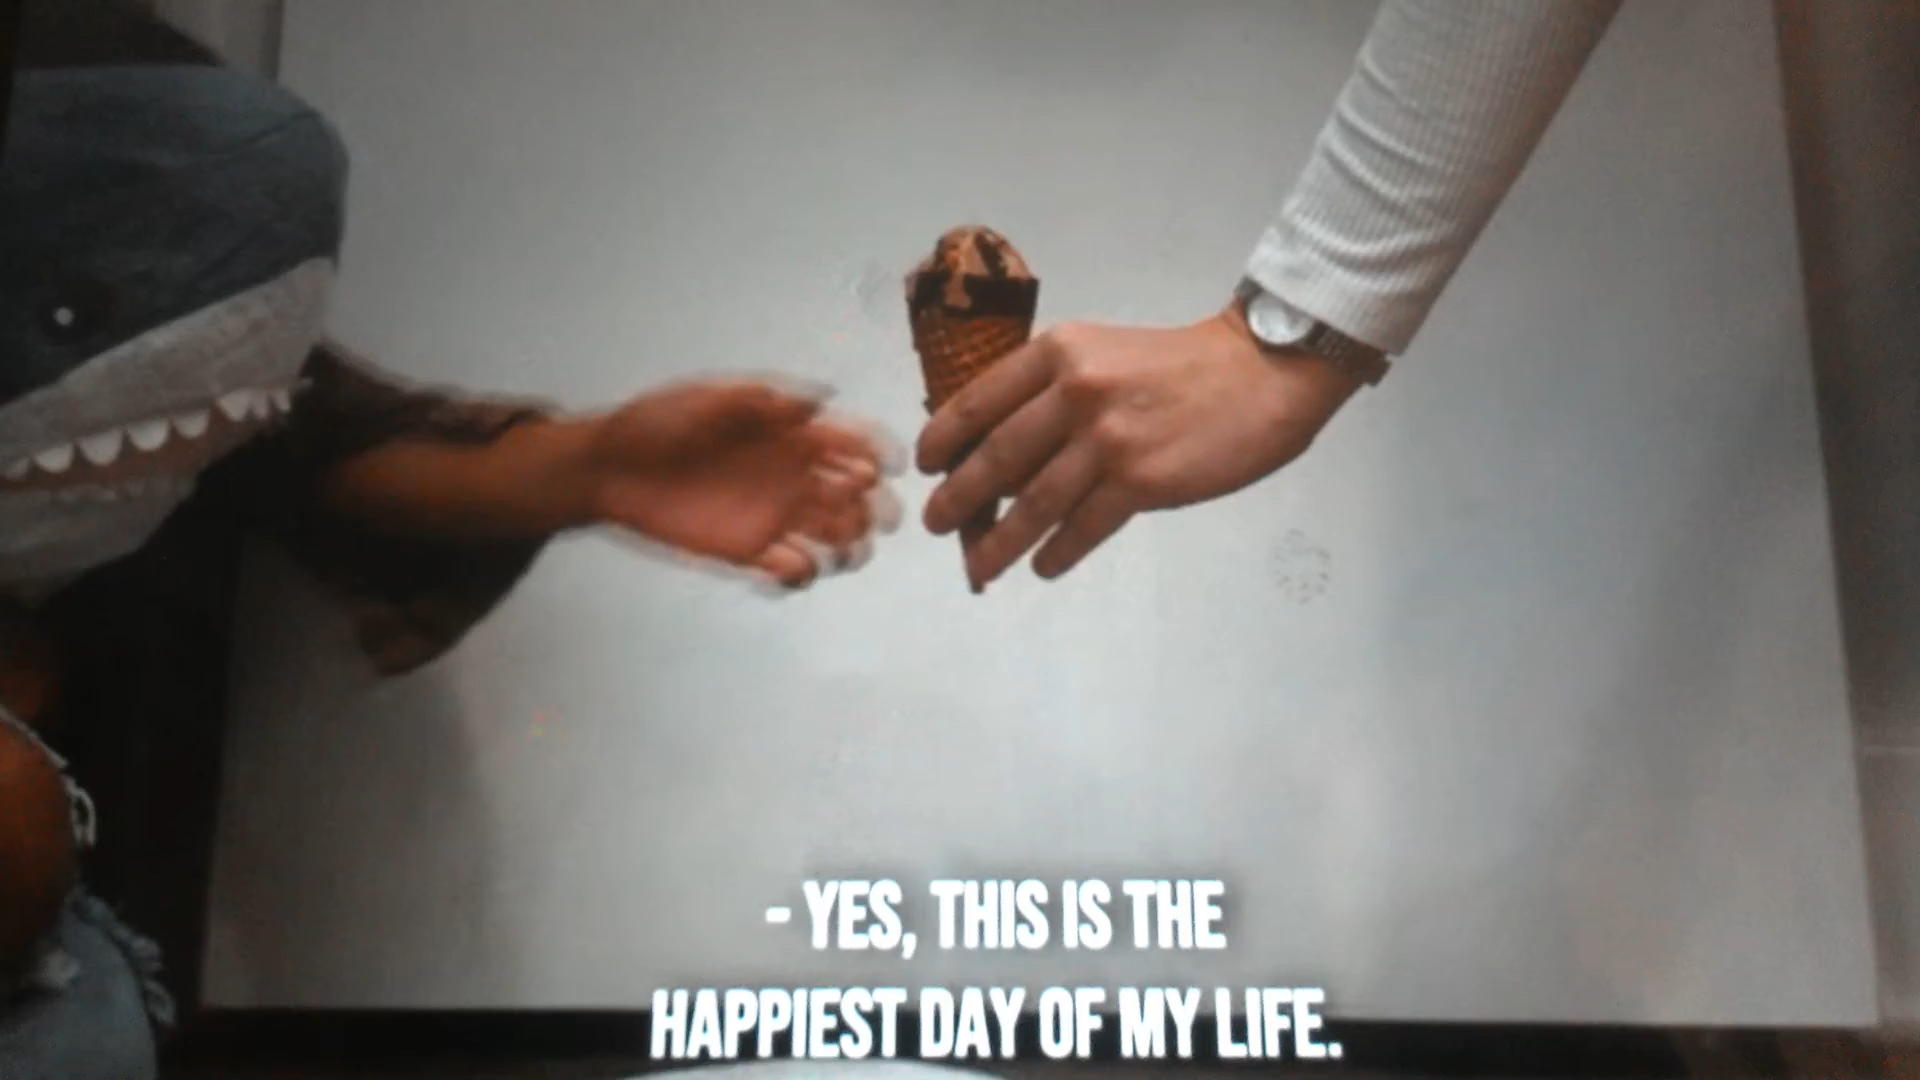 - YES, THIS IS THE
HAPPIEST DAY OF MY LIFE.